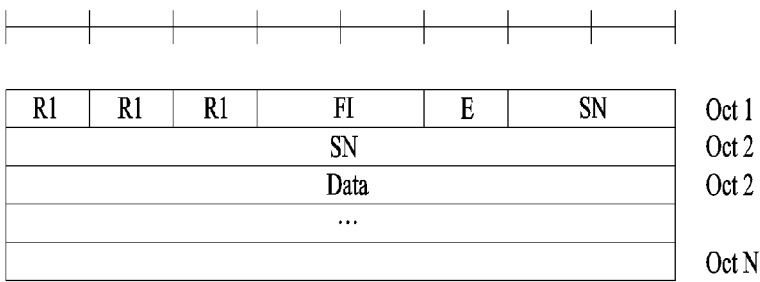 R1 R1 R1 FI E SN Oct 1
SN Oct 2
Data Oct 2
...
Oct N